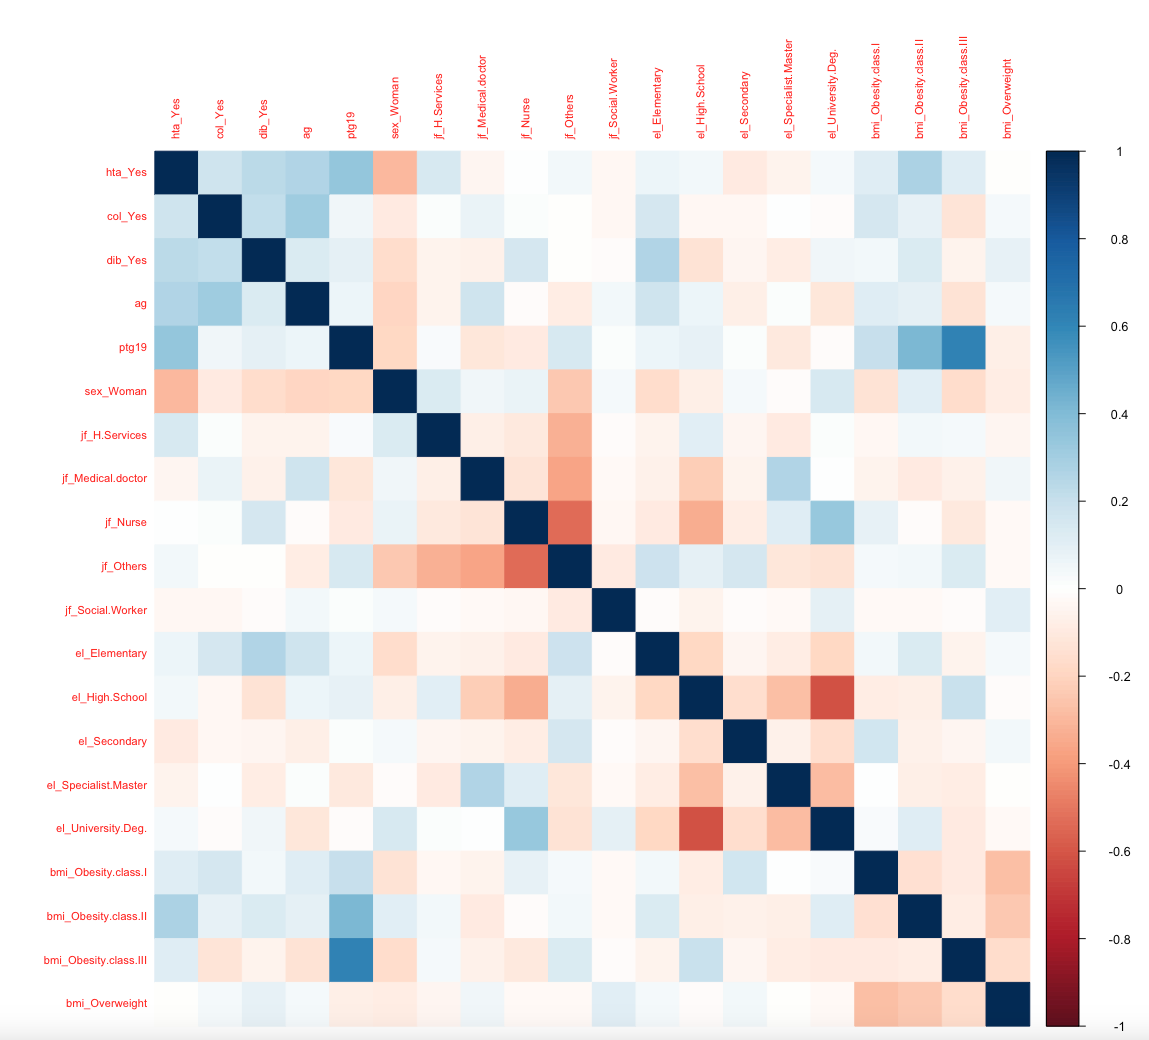 hta_Yes
col_Yes
dib_Yes
ag
ptg19
sex_Woman
jf_H.Services
jf_Medical.doctor
jf_Nurse
jf_Others
jf_Social.Worker
el_Elementary
el_High.School
el_Secondary
el_Specialist.Master
el_University.Deg.
bmi_Obesity.class.I
bmi_Obesity.class.II
bmi_Obesity.class.III
bmi_Overweight
hta_Yes
col_Yes
dib_Yes
ag
ptg19
sex_Woman
jf_H.Services
jf_Medical.doctor
jf_Nurse
jf_Others
jf_Social.Worker
el_Elementary
el_High.School
el_Secondary
el_Specialist.Master
el_University.Deg.
bmi_Obesity.class.I
bmi_Obesity.class.II
bmi_Obesity.class.III
bmi_Overweight
1
0.8
0.6
0.4
0.2
0
-0.2
-0.4
-0.6
-0.8
-1